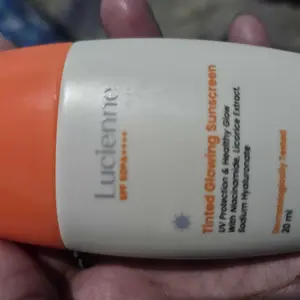 Lucienne
SPF 50PA++++
Tinted Glowing Sunscreen
UV Protection & Healthy Glow
With Niacinamide, Licorice Extract,
Sodium Hyaluronate
Dermatologically Tested
20 ml